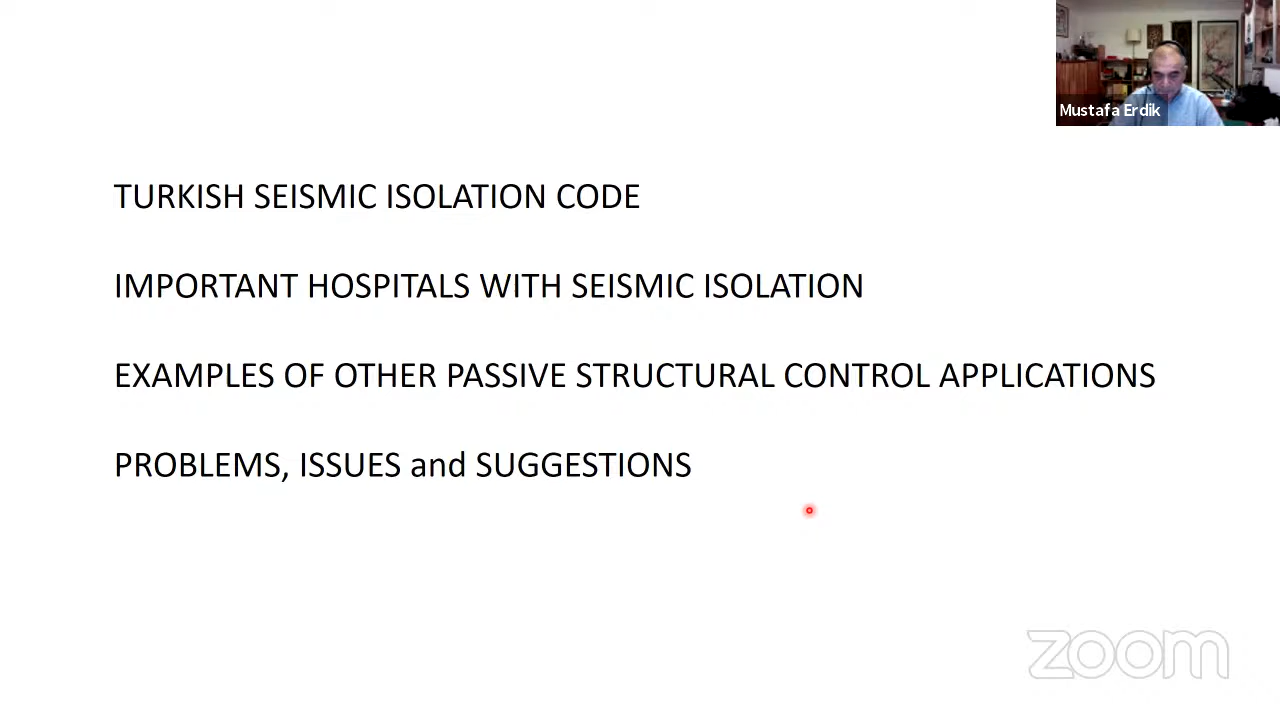 Mustafa Erdik
TURKISH SEISMIC ISOLATION CODE
IMPORTANT HOSPITALS WITH SEISMIC ISOLATION
EXAMPLES OF OTHER PASSIVE STRUCTURAL CONTROL APPLICATIONS
PROBLEMS, ISSUES and SUGGESTIONS
zoom